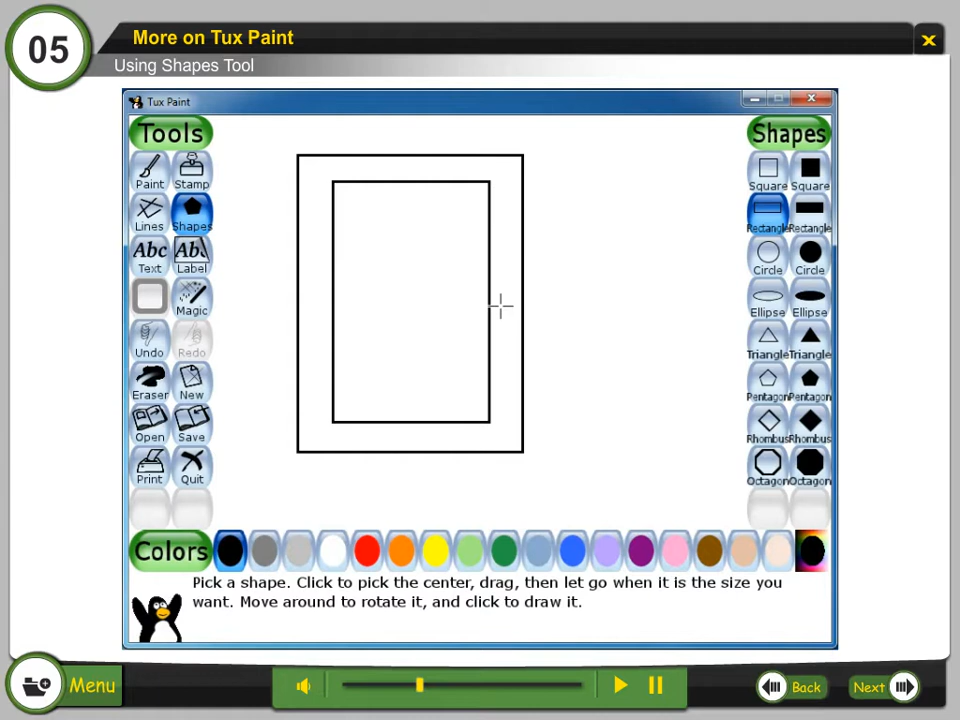 05
More on Tux Paint
Using Shapes Tool
Tux Paint
Tools
Shapes
Paint Stamp
Lines Shapes
Abc Abc
Text Label
Magic
Undo Redo
Eraser New
Open Save
Print Quit
Square Square
Rectangle Rectangle
Circle Circle
Ellipse Ellipse
Triangle Triangle
Pentagon Pentagon
Rhombus Rhombus
Octagon Octagon
Colors
Pick a shape. Click to pick the center, drag, then let go when it is the size you
want. Move around to rotate it, and click to draw it.
Menu
Back
Next